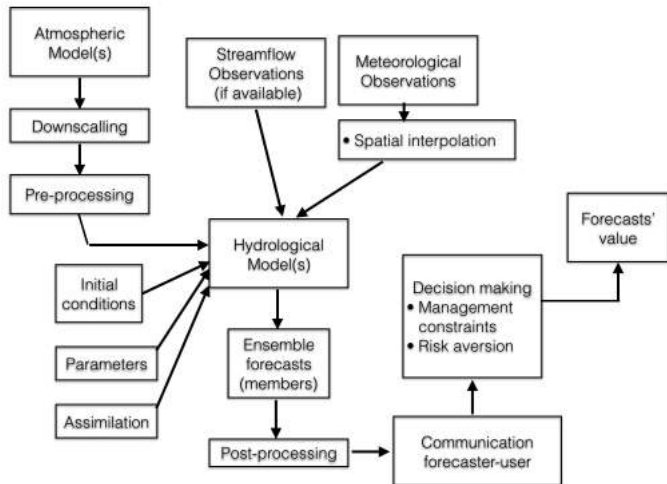 Atmospheric
Model(s)
Downscalling
Pre-processing
Streamflow
Observations
(if available)
Meteorological
Observations
• Spatial interpolation
Hydrological
Model(s)
Initial
conditions
Parameters
Assimilation
Ensemble
forecasts
(members)
Post-processing
Communication
forecaster-user
Decision making
• Management
constraints
• Risk aversion
Forecasts'
value